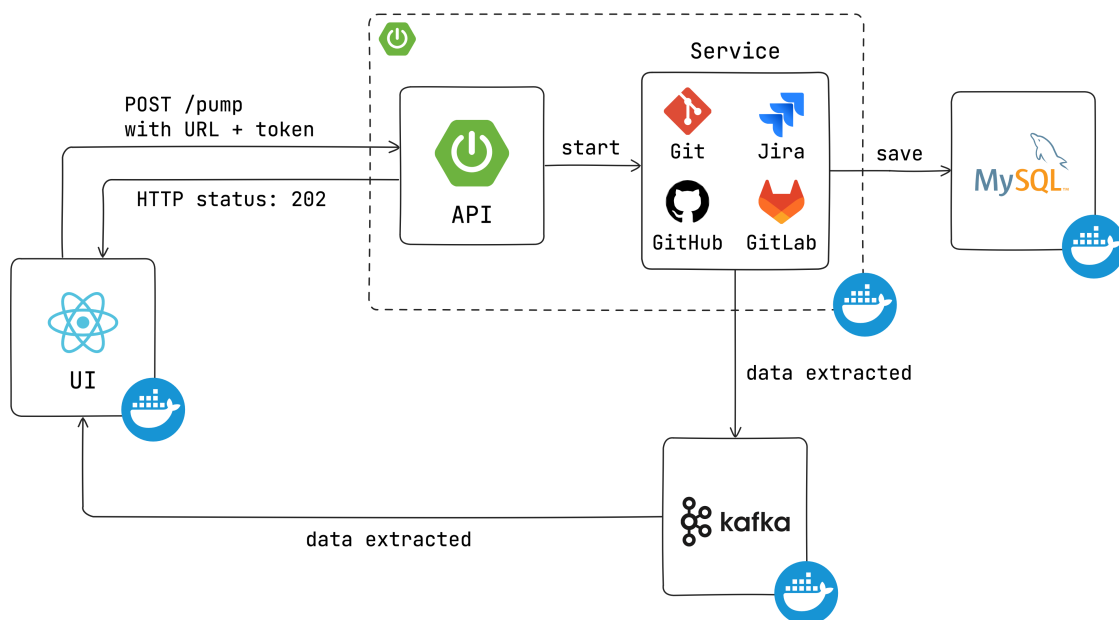 Service
POST /pump
with URL + token
HTTP status: 202
API
start
Git
Jira
GitHub
GitLab
save
MySQL
UI
data extracted
kafka
data extracted